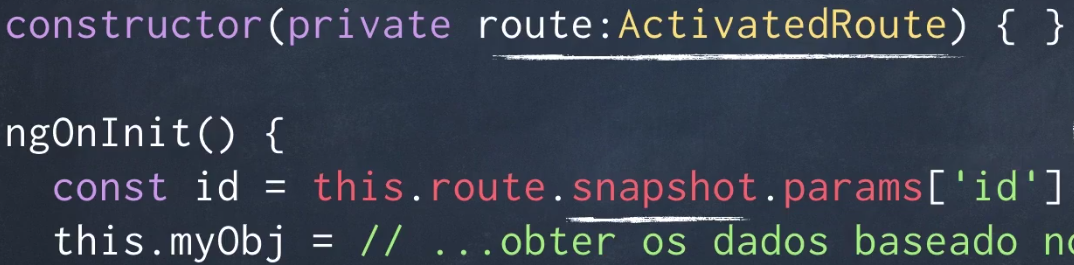 constructor(private route:ActivatedRoute) { }
ngOnInit() {
const id = this.route.snapshot.params['id']
this.myObj = // ...obter os dados baseado